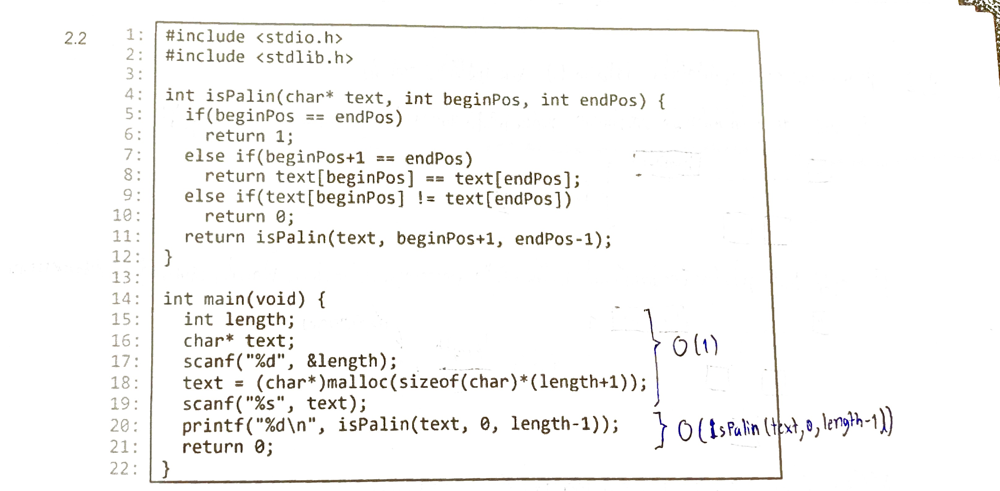 2.2
1: #include <stdio.h>
2: #include <stdlib.h>
3:
4: int isPalin(char* text, int beginPos, int endPos) {
5:   if(beginPos == endPos)
6:     return 1;
7:   else if(beginPos+1 == endPos)
8:     return text[beginPos] == text[endPos];
9:   else if(text[beginPos] != text[endPos])
10:     return 0;
11:   return isPalin(text, beginPos+1, endPos-1);
12: }
13:
14: int main(void) {
15:   int length;
16:   char* text;
17:   scanf("%d", &length);
18:   text = (char*)malloc(sizeof(char)*(length+1));
19:   scanf("%s", text);
20:   printf("%d\n", isPalin(text, 0, length-1));
21:   return 0;
22: }
} O(1)
} O(IsPalin(text,0,length-1))